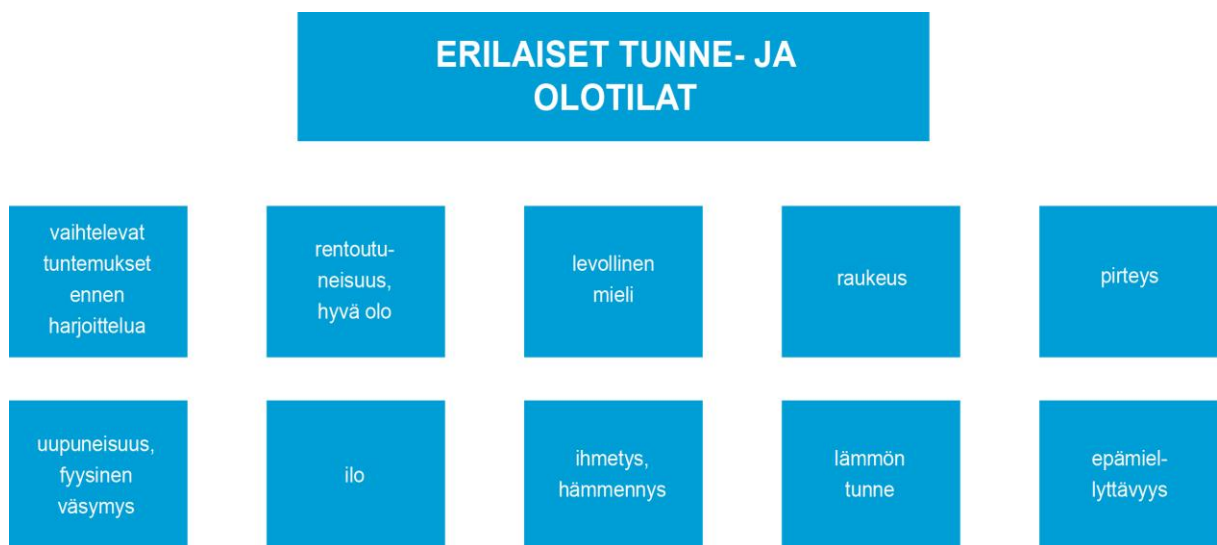 ERILAISET TUNNE- JA
OLOTILAT
vaihtelevat
tuntemukset
ennen
harjoittelua
rentoutu-
neisuus,
hyvä olo
levollinen
mieli
raukeus
pirteys
uupuneisuus,
fyysinen
väsymys
ilo
ihmetys,
hämmennys
lämmön
tunne
epämiel-
lyttävyys